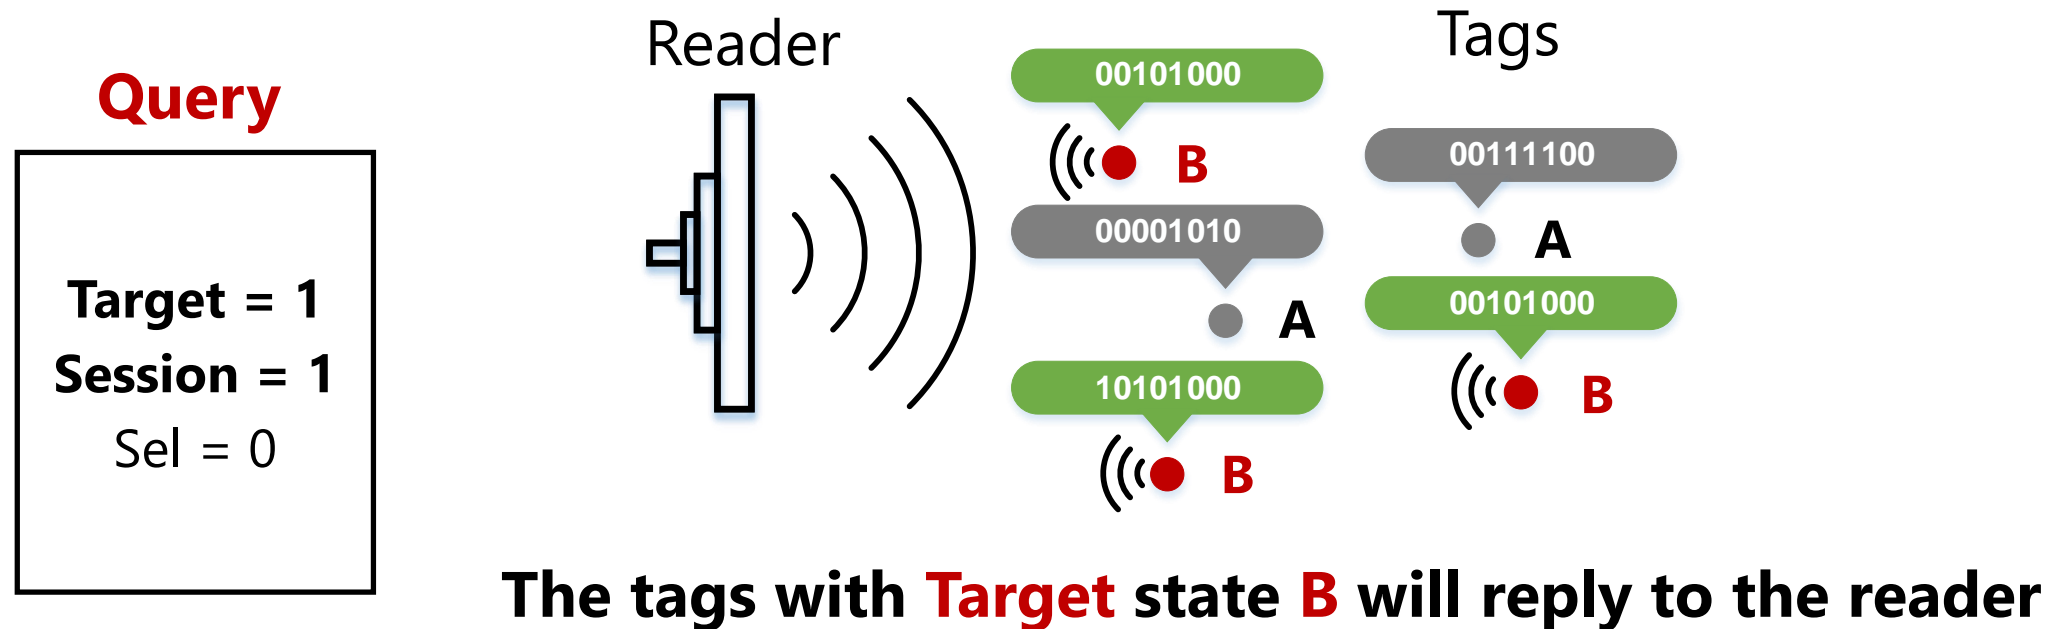 Query
Target = 1
Session = 1
Sel = 0
Reader
Tags
00101000
B
00001010
A
10101000
B
00111100
A
00101000
B
The tags with Target state B will reply to the reader